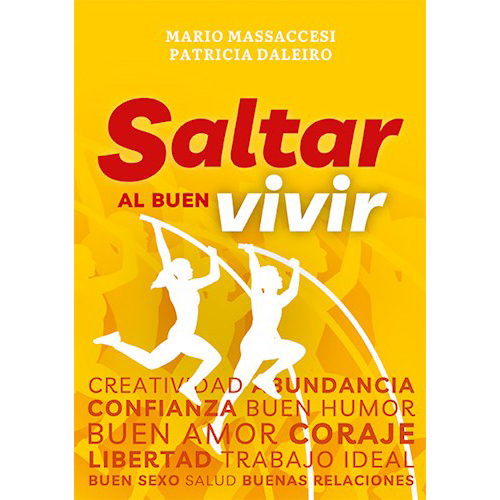 MARIO MASSACCESI
PATRICIA DALEIRO
Saltar
AL BUEN vivir
CREATIVIDAD ABUNDANCIA
CONFIANZA BUEN HUMOR
BUEN AMOR CORAJE
LIBERTAD TRABAJO IDEAL
BUEN SEXO SALUD BUENAS RELACIONES